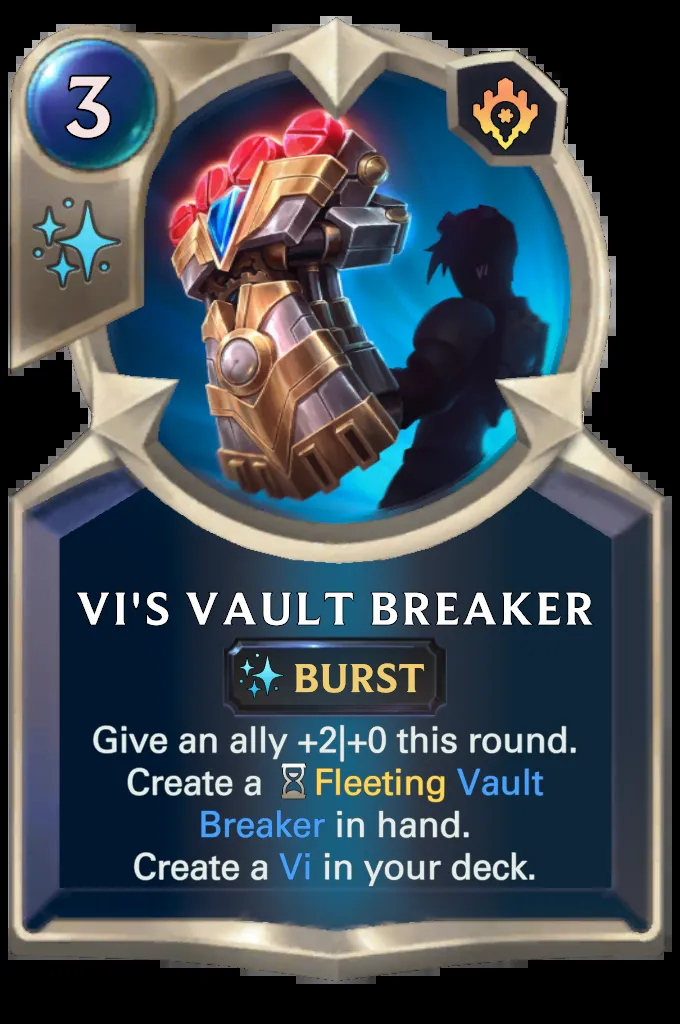 3
VI
VI'S VAULT BREAKER
BURST
Give an ally +2|+0 this round.
Create a Fleeting Vault
Breaker in hand.
Create a Vi in your deck.